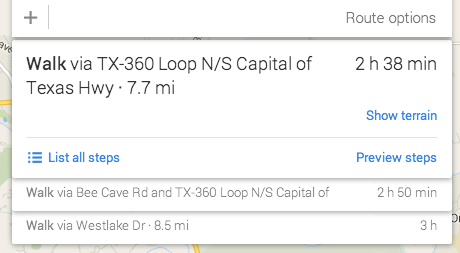 + Route options
Walk via TX-360 Loop N/S Capital of 2 h 38 min
Texas Hwy · 7.7 mi
Show terrain
List all steps Preview steps
Walk via Bee Cave Rd and TX-360 Loop N/S Capital of 2 h 50 min
Walk via Westlake Dr · 8.5 mi 3 h